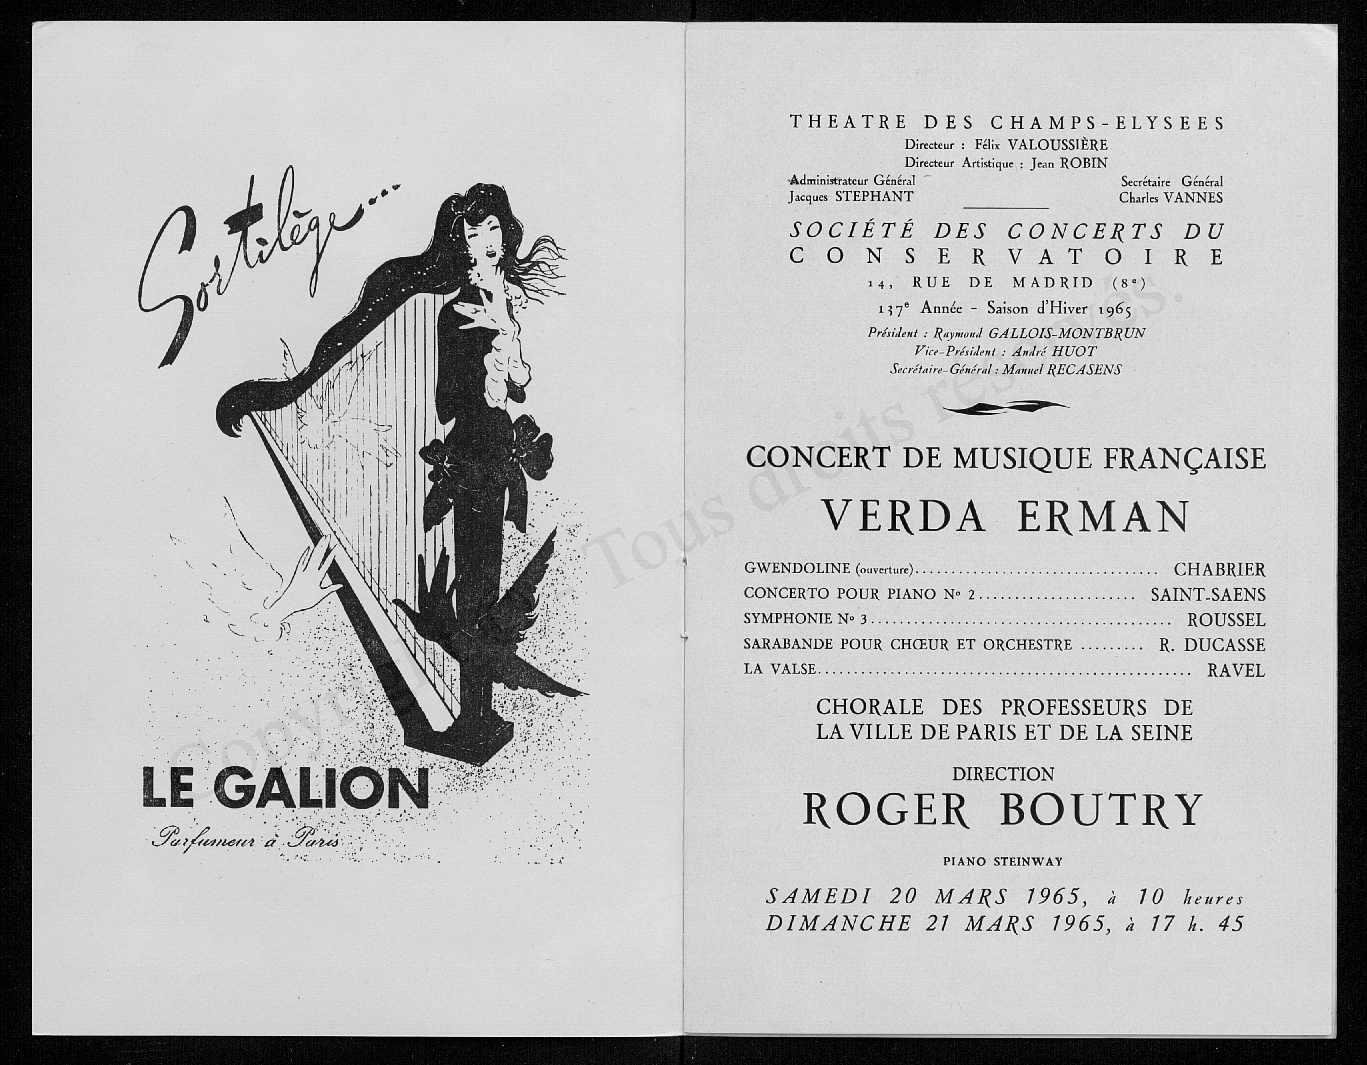 Sortilège...
LE GALION
Parfumeur à Paris
THEATRE DES CHAMPS-ELYSEES
Directeur : Félix VALOUSSIÈRE
Directeur Artistique : Jean ROBIN
Administrateur Général
Jacques STEPHANT
Secrétaire Général
Charles VANNES
SOCIÉTÉ DES CONCERTS DU
CONSERVATOIRE
14, RUE DE MADRID (8e)
137e Année - Saison d'Hiver 1965
Président : Raymond GALLOIS-MONTBRUN
Vice-Président : André HUOT
Secrétaire-Général : Manuel RECASENS
CONCERT DE MUSIQUE FRANÇAISE
VERDA ERMAN
GWENDOLINE (ouverture)................................. CHABRIER
CONCERTO POUR PIANO No 2...................... SAINT-SAENS
SYMPHONIE No 3......................................... ROUSSEL
SARABANDE POUR CHŒUR ET ORCHESTRE ......... R. DUCASSE
LA VALSE.................................................... RAVEL
CHORALE DES PROFESSEURS DE
LA VILLE DE PARIS ET DE LA SEINE
DIRECTION
ROGER BOUTRY
PIANO STEINWAY
SAMEDI 20 MARS 1965, à 10 heures
DIMANCHE 21 MARS 1965, à 17 h. 45
Tous droits réservés.